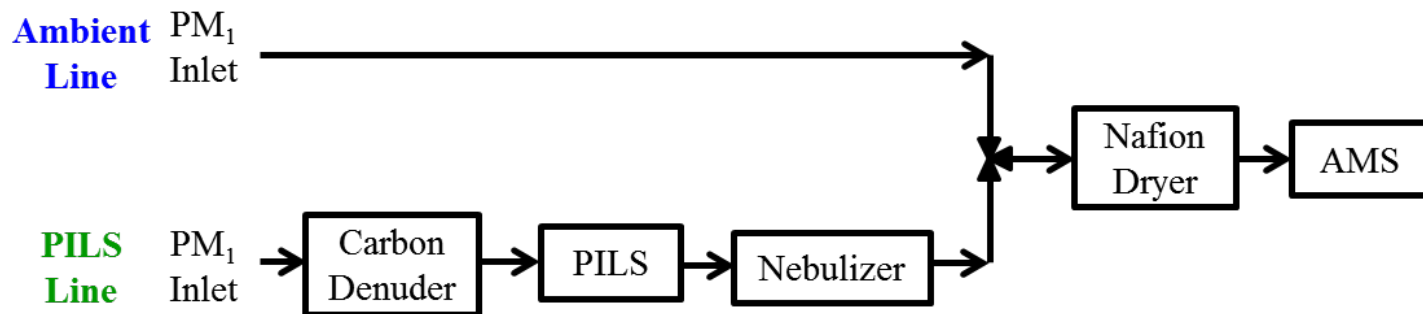 Ambient
Line
PM₁
Inlet
Nafion
Dryer
AMS
PILS
Line
PM₁
Inlet
Carbon
Denuder
PILS
Nebulizer